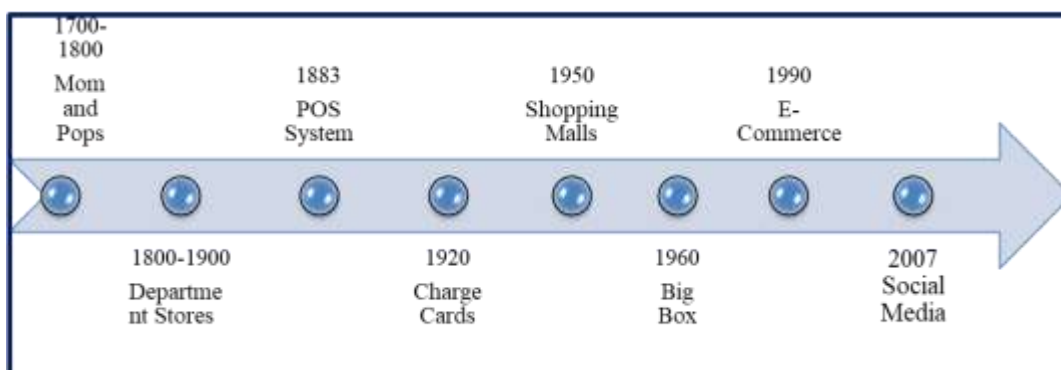 1700-
1800
Mom
and
Pops
1800-1900
Departme
nt Stores
1883
POS
System
1920
Charge
Cards
1950
Shopping
Malls
1960
Big
Box
1990
E-
Commerce
2007
Social
Media